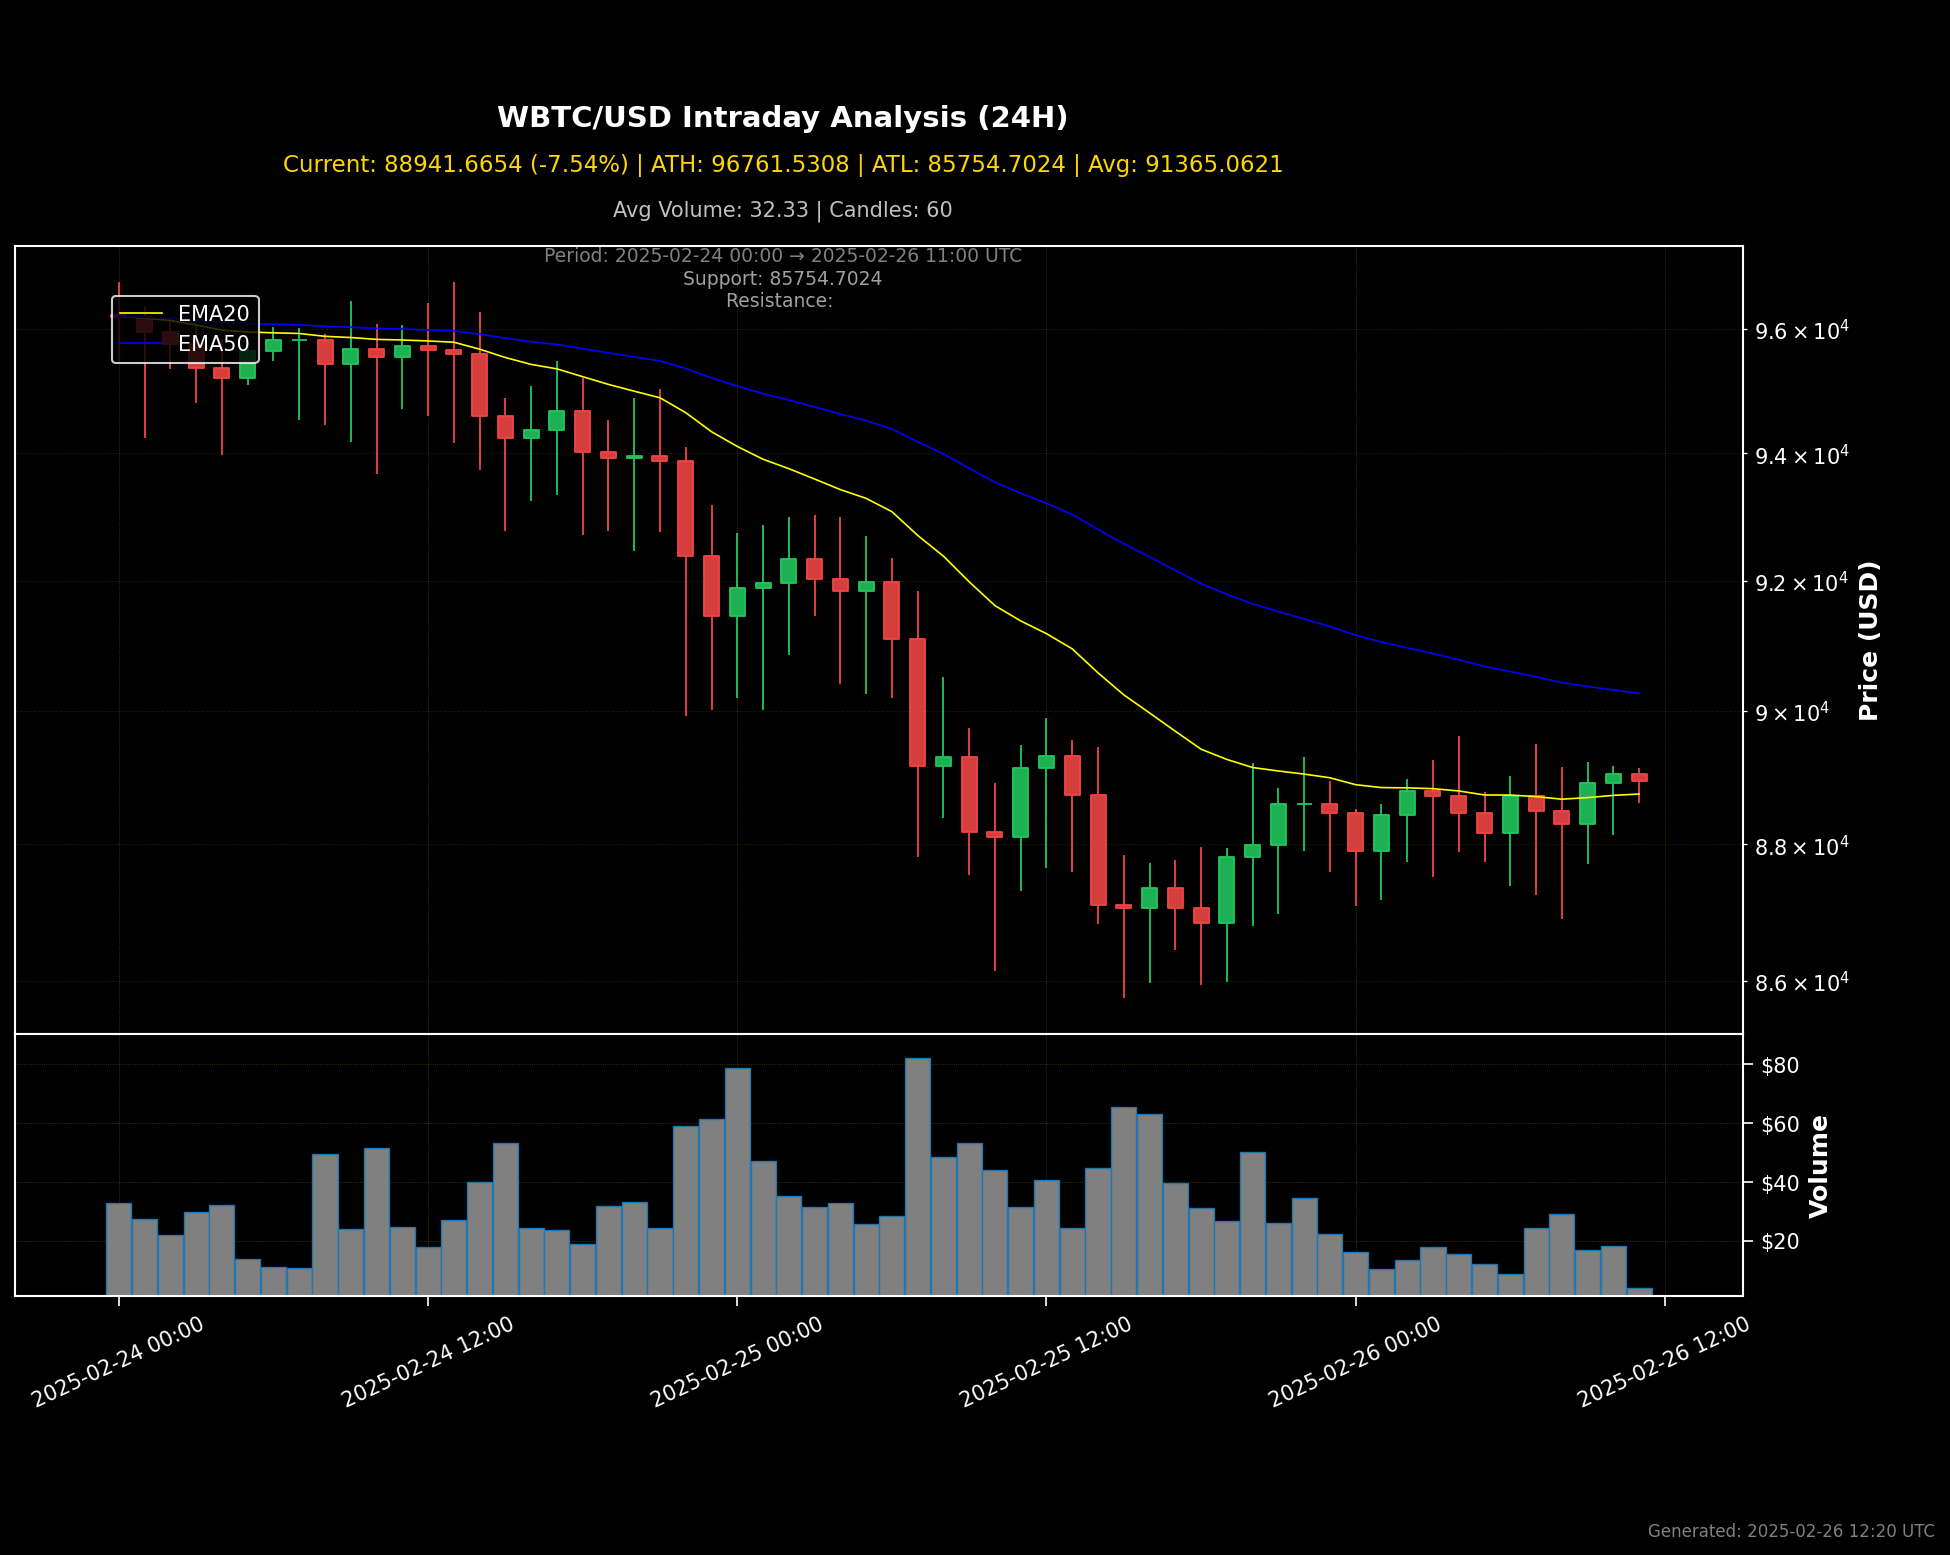 WBTC/USD Intraday Analysis (24H)
Current: 88941.6654 (-7.54%) | ATH: 96761.5308 | ATL: 85754.7024 | Avg: 91365.0621
Avg Volume: 32.33 | Candles: 60
Period: 2025-02-24 00:00 → 2025-02-26 11:00 UTC
Support: 85754.7024
Resistance:
EMA20
EMA50
9.6 × 10⁴
9.4 × 10⁴
9.2 × 10⁴
9 × 10⁴
8.8 × 10⁴
8.6 × 10⁴
Price (USD)
$80
$60
$40
$20
Volume
2025-02-24 00:00
2025-02-24 12:00
2025-02-25 00:00
2025-02-25 12:00
2025-02-26 00:00
2025-02-26 12:00
Generated: 2025-02-26 12:20 UTC